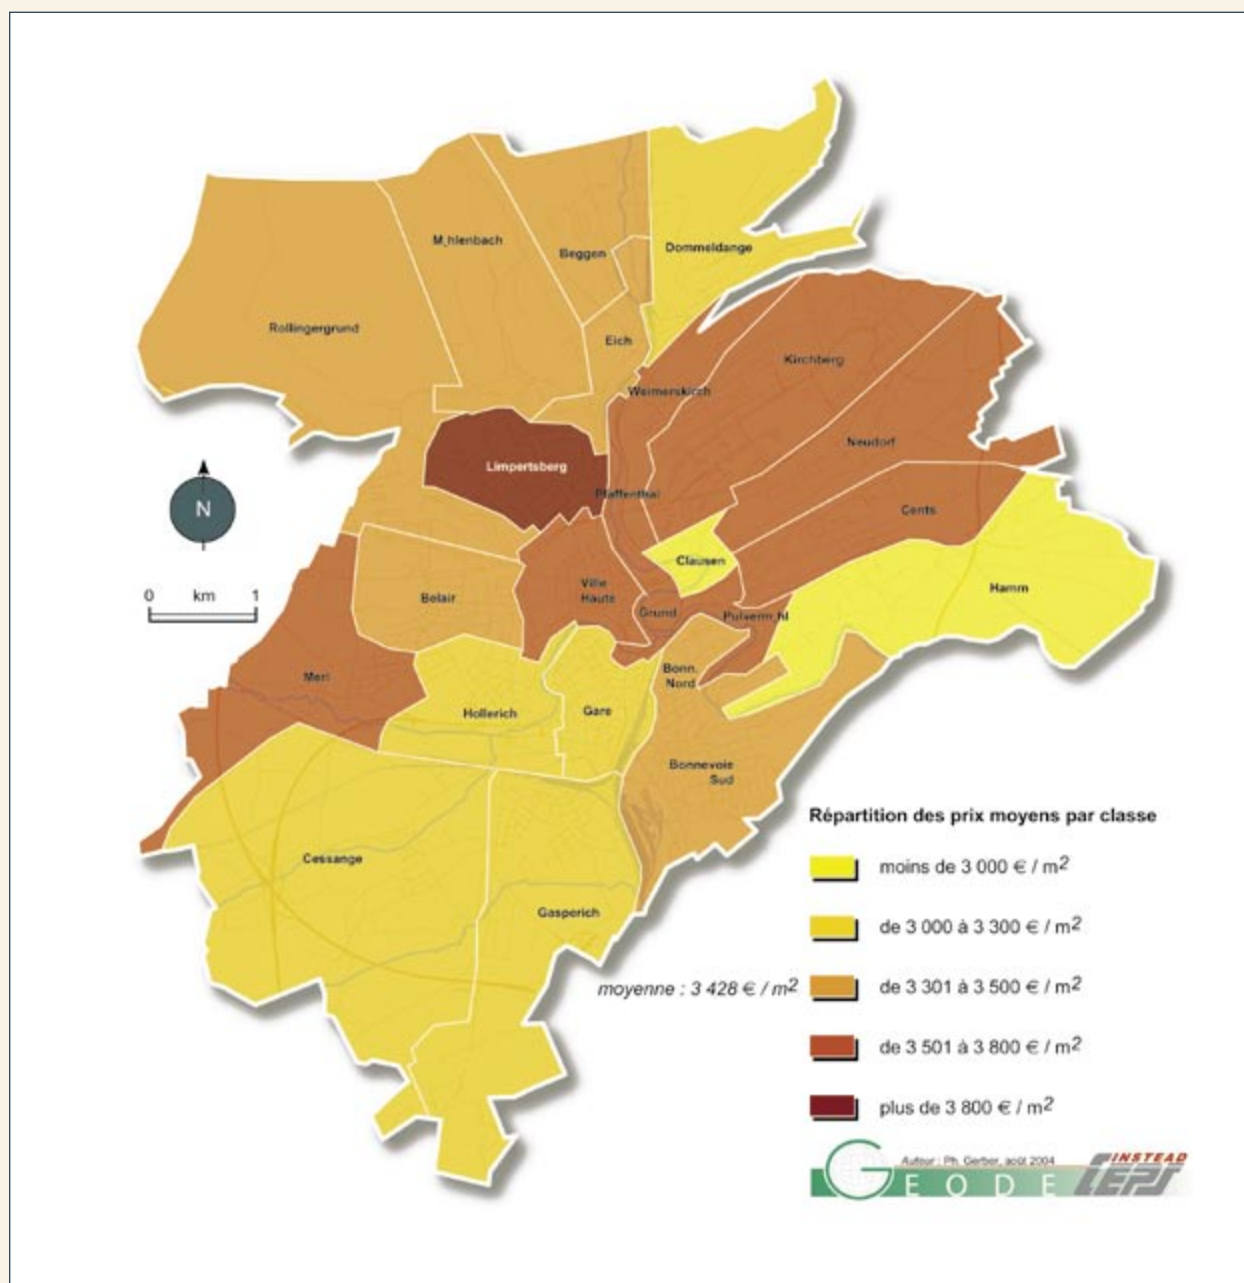 M¸hlenbach
Beggen
Dommeldange
Rollingergrund
Eich
Kirchberg
Weimerskirch
Neudorf
Limpertsberg
Pfaffenthal
Cents
N
Clausen
0 km 1
Belair
Ville
Haute
Hamm
Grund
Pulverm¸hl
Merl
Bonn.
Nord
Hollerich
Gare
Bonnevoie
Sud
Cessange
Gasperich
Répartition des prix moyens par classe
moins de 3 000 € / m2
de 3 000 à 3 300 € / m2
moyenne : 3 428 € / m2
de 3 301 à 3 500 € / m2
de 3 501 à 3 800 € / m2
plus de 3 800 € / m2
Auteur : Ph. Gerber, août 2004
GEODE
INSTEAD
CEPS